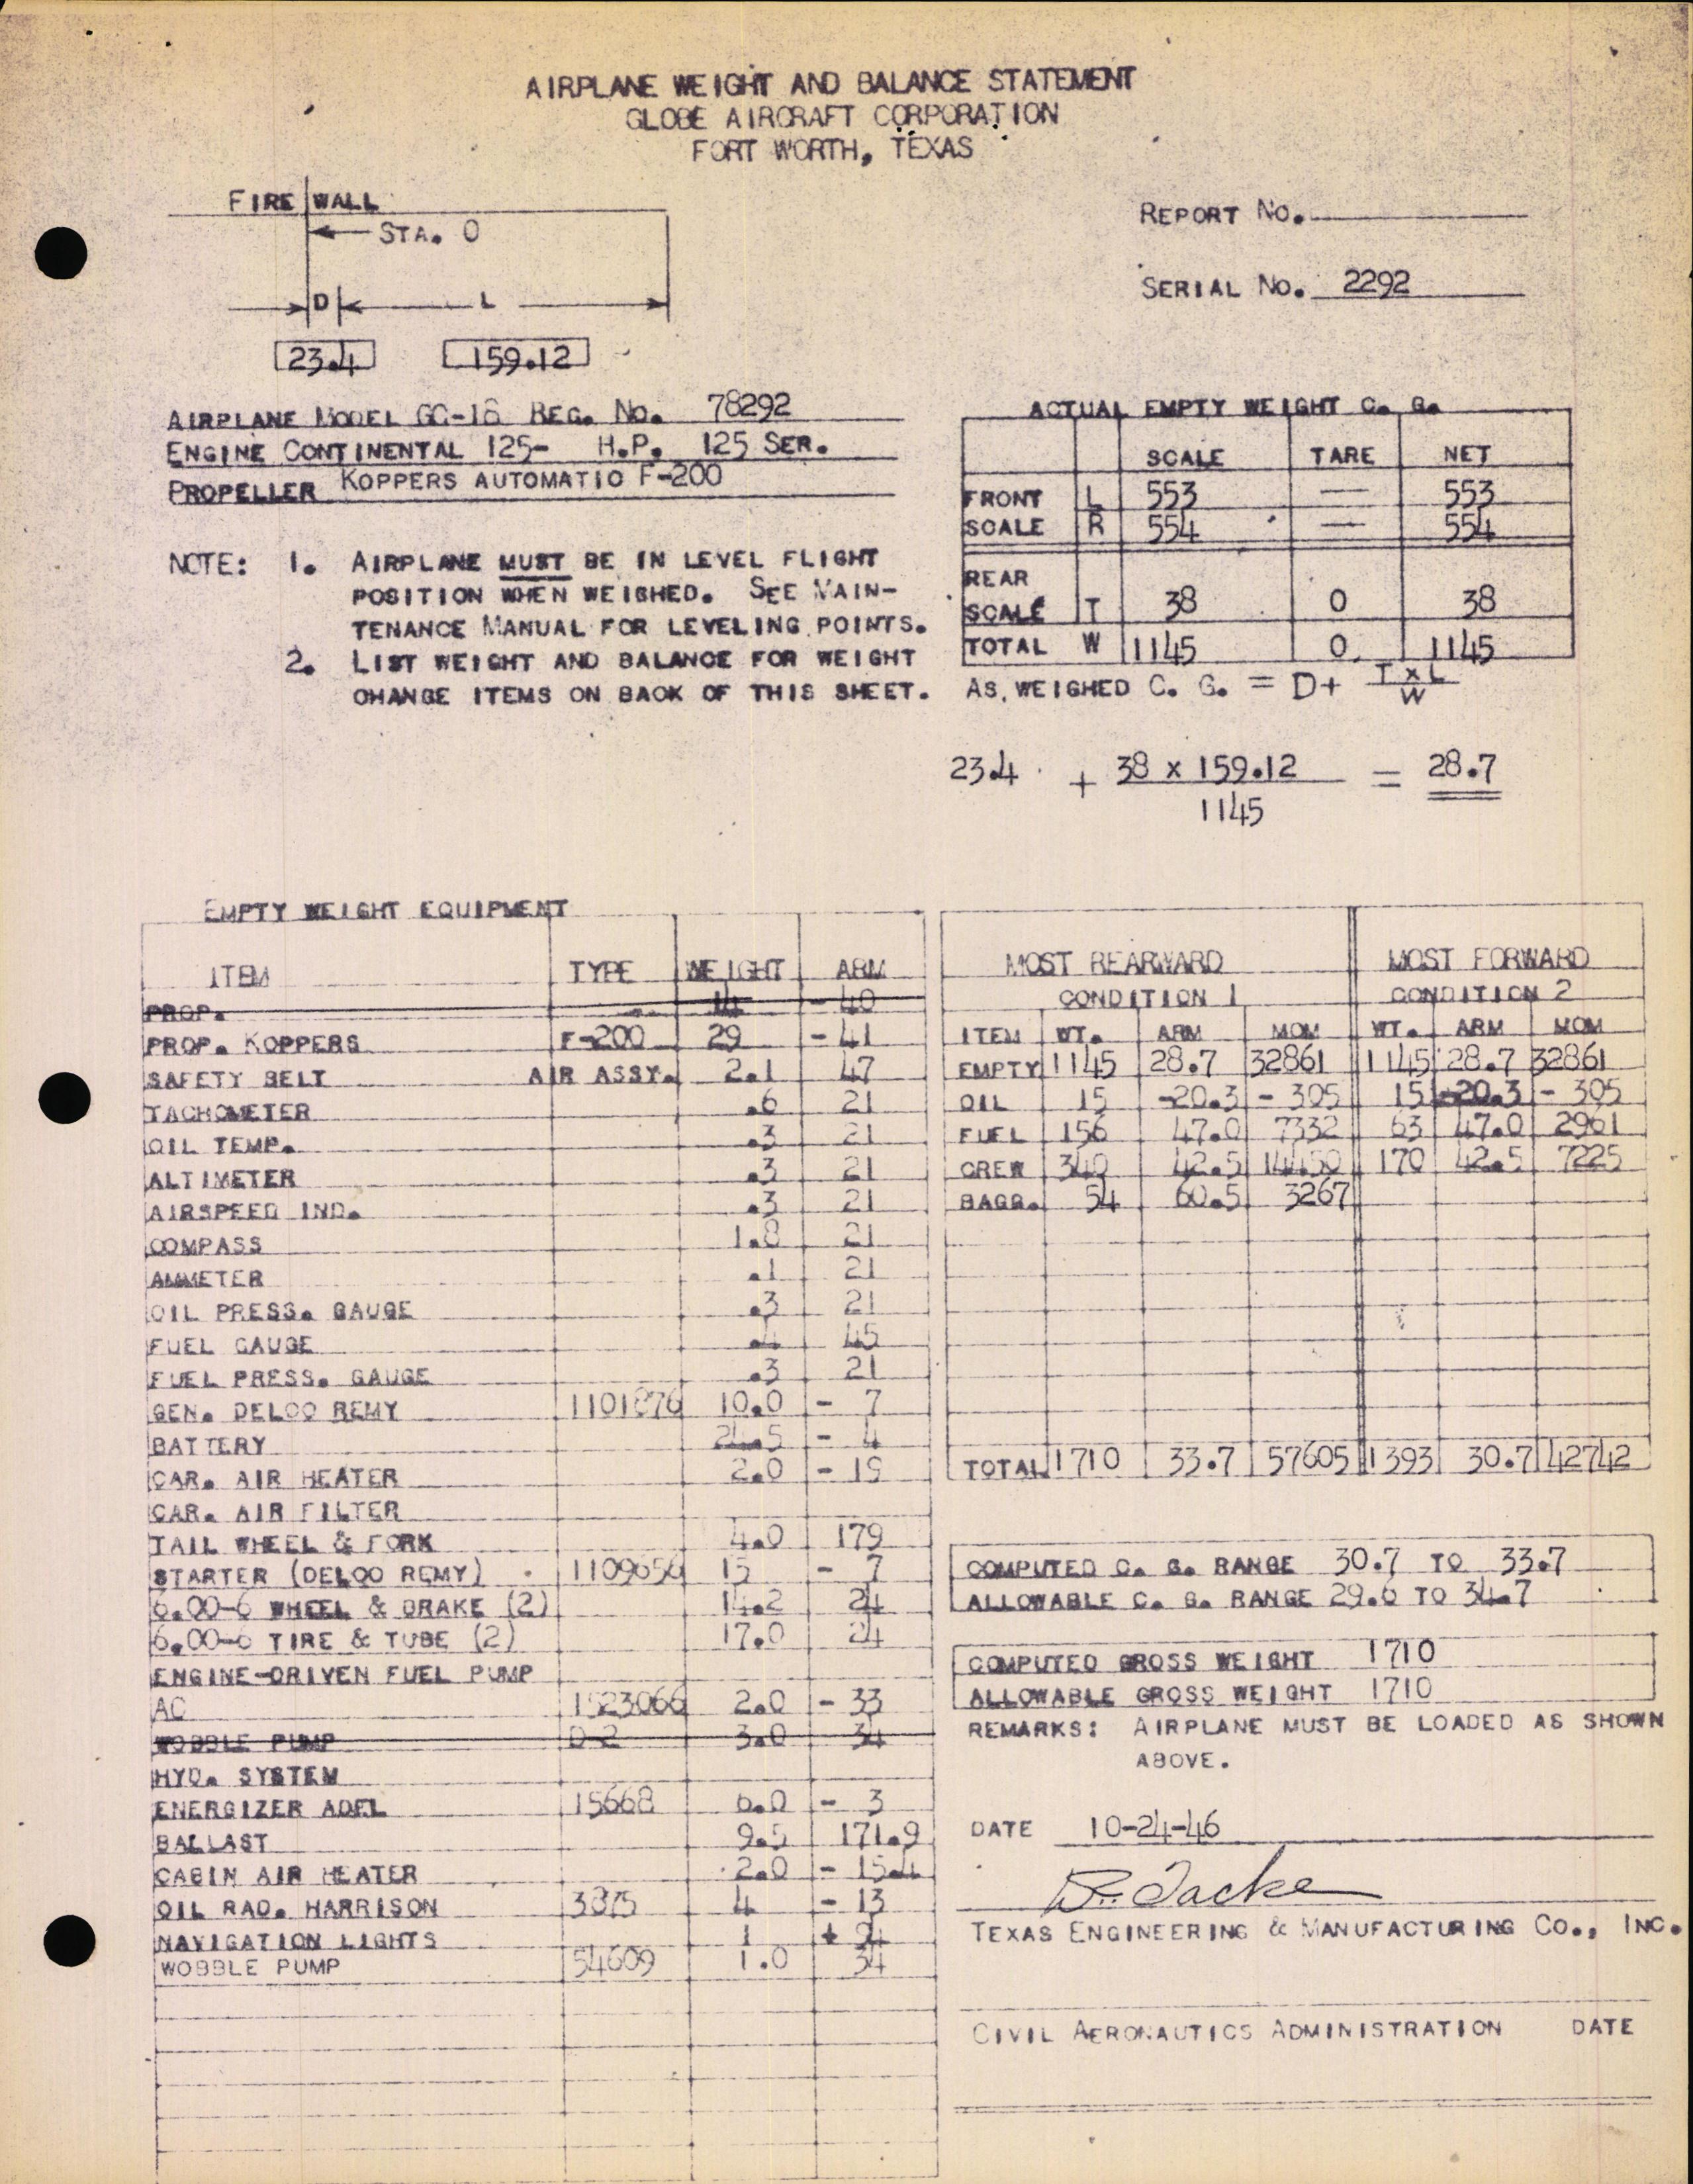 AIRPLANE WEIGHT AND BALANCE STATEMENT
GLOBE AIRCRAFT CORPORATION
FORT WORTH, TEXAS
FIRE WALL
STA. 0
D L
23.4 159.12
REPORT NO.
SERIAL NO. 2292
AIRPLANE MODEL GC-1B REG. NO. 78292
ENGINE CONTINENTAL 125- H.P. 125 SER.
PROPELLER KOPPERS AUTOMATIC F-200
NOTE: 1. AIRPLANE MUST BE IN LEVEL FLIGHT
POSITION WHEN WEIGHED. SEE MAIN-
TENANCE MANUAL FOR LEVELING POINTS.
2. LIST WEIGHT AND BALANCE FOR WEIGHT
CHANGE ITEMS ON BACK OF THIS SHEET.
ACTUAL EMPTY WEIGHT C. G.
SCALE TARE NET
FRONT L 553 — 553
SCALE R 554 — 554
REAR
SCALE T 38 0 38
TOTAL W 1145 0 1145
AS WEIGHED C. G. = D+ T x L
W
23.4 + 38 x 159.12 = 28.7
1145
EMPTY WEIGHT EQUIPMENT
ITEM TYPE WEIGHT ARM
PROP. 14 - 40
PROP. KOPPERS F-200 29 - 41
SAFETY BELT AIR ASSY. 2.1 47
TACHOMETER .6 21
OIL TEMP. .3 21
ALTIMETER .3 21
AIRSPEED IND. .3 21
COMPASS 1.8 21
AMMETER .1 21
OIL PRESS. GAUGE .3 21
FUEL GAUGE .4 45
FUEL PRESS. GAUGE .3 21
GEN. DELCO REMY 1101876 10.0 - 7
BATTERY 24.5 - 4
CAR. AIR HEATER 2.0 - 19
CAR. AIR FILTER
TAIL WHEEL & FORK 4.0 179
STARTER (DELCO REMY) 1109656 15 - 7
6.00-6 WHEEL & BRAKE (2) 14.2 24
6.00-6 TIRE & TUBE (2) 17.0 24
ENGINE-DRIVEN FUEL PUMP
AC 1523066 2.0 - 33
WOBBLE PUMP D-2 3.0 34
HYD. SYSTEM
ENERGIZER ADEL 15668 6.0 - 3
BALLAST 9.5 171.9
CABIN AIR HEATER 2.0 - 15.4
OIL RAD. HARRISON 3875 4 - 13
NAVIGATION LIGHTS 1 + 94
WOBBLE PUMP 54609 1.0 34
MOST REARWARD MOST FORWARD
CONDITION 1 CONDITION 2
ITEM WT. ARM MOM WT. ARM MOM
EMPTY 1145 28.7 32861 1145 28.7 32861
OIL 15 -20.3 - 305 15 -20.3 - 305
FUEL 156 47.0 7332 63 47.0 2961
CREW 340 42.5 14450 170 42.5 7225
BAGG. 54 60.5 3267
TOTAL 1710 33.7 57605 1393 30.7 42742
COMPUTED C. G. RANGE 30.7 TO 33.7
ALLOWABLE C. G. RANGE 29.6 TO 34.7
COMPUTED GROSS WEIGHT 1710
ALLOWABLE GROSS WEIGHT 1710
REMARKS: AIRPLANE MUST BE LOADED AS SHOWN
ABOVE.
DATE 10-24-46
TEXAS ENGINEERING & MANUFACTURING CO., INC.
CIVIL AERONAUTICS ADMINISTRATION DATE